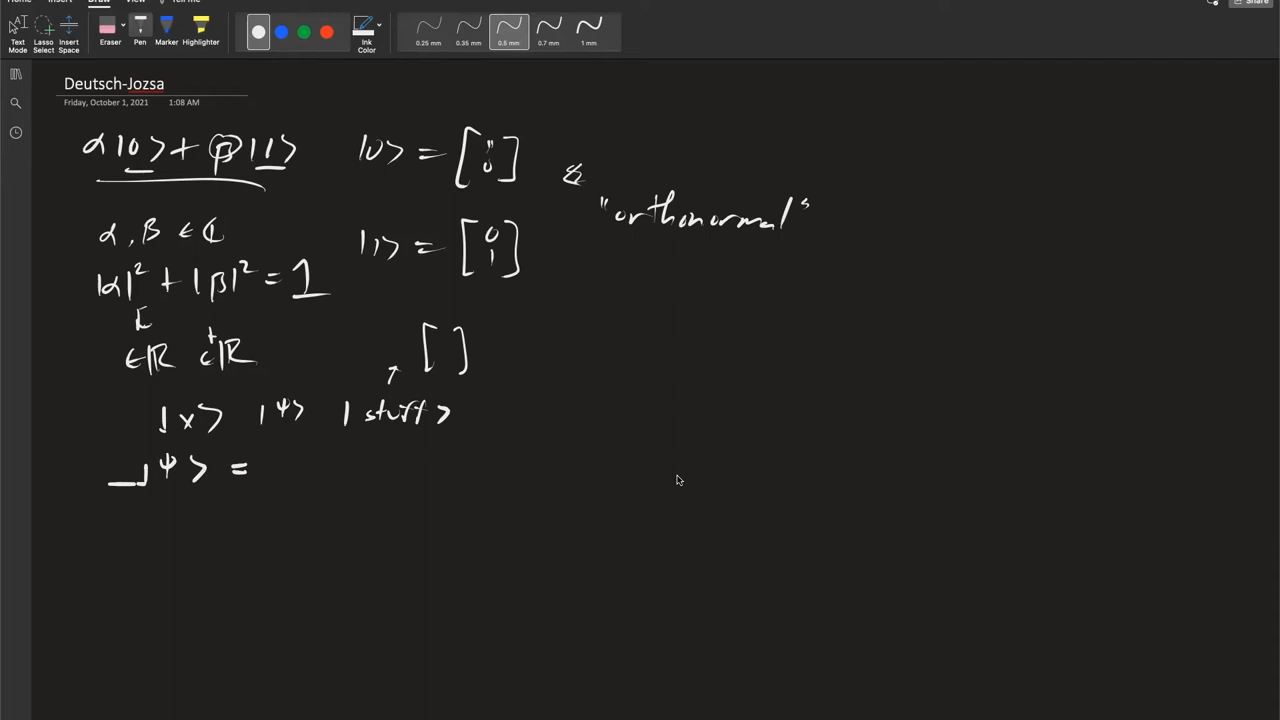 Home Insert Draw View Tell me Share
Text Mode Lasso Select Insert Space Eraser Pen Marker Highlighter Ink Color 0.25 mm 0.35 mm 0.5 mm 0.7 mm 1 mm
Deutsch-Jozsa
Friday, October 1, 2021 1:08 AM
α|0> + β|1>
|0> = [ 0 ]
&
"orthonormal"
α, β ∈ ℂ
|1> = [ 0 1 ]
|α|² + |β|² = 1
∈ℝ ∈ℝ
[ ]
|x> |ψ> | stuff >
|ψ> =